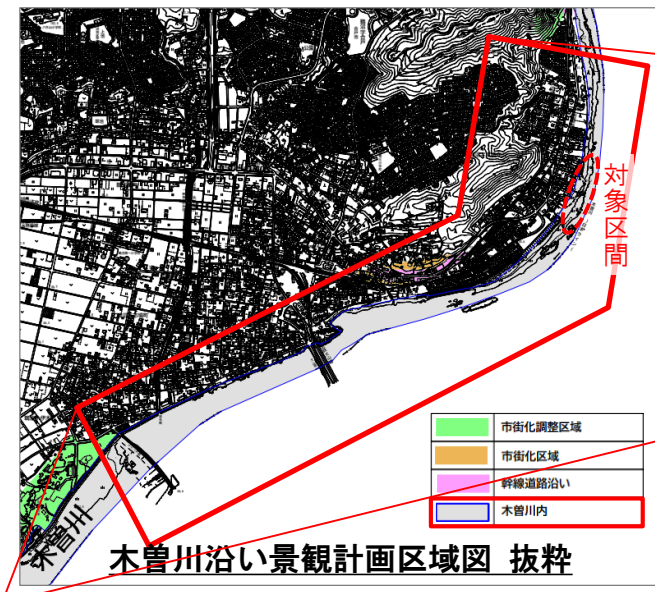 対象区間
市街化調整区域
市街化区域
幹線道路沿い
木曽川内
木曽川
木曽川沿い景観計画区域図 抜粋